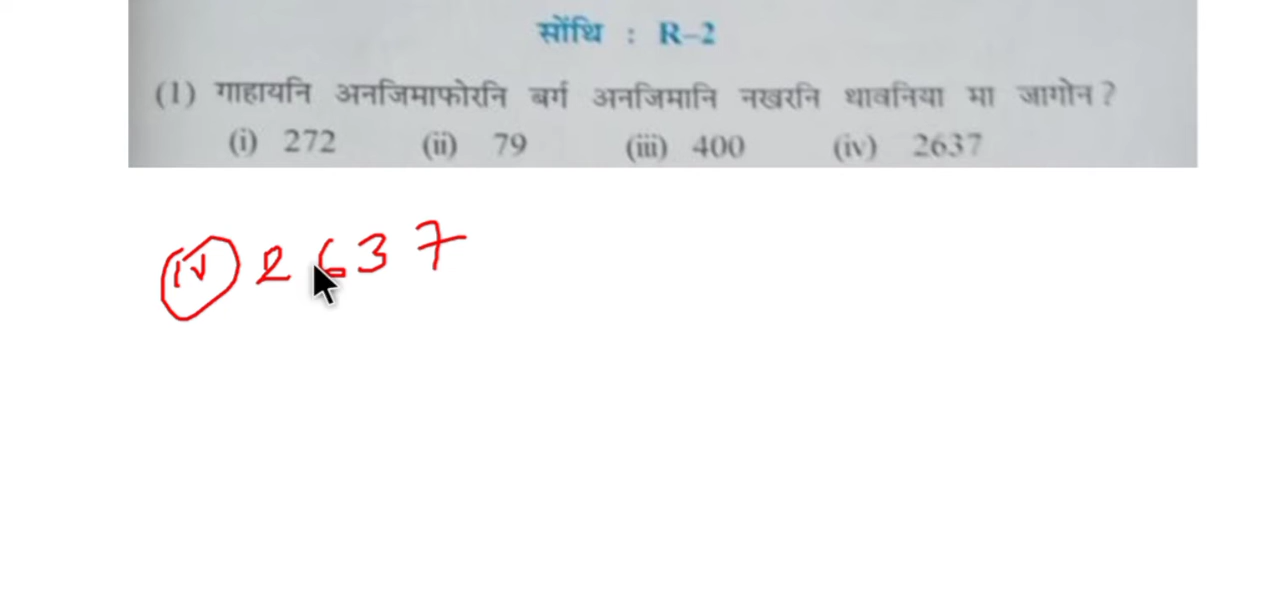 सोंथि : R–2
(1) गाहायनि अनजिमाफोरनि बर्ग अनजिमानि नखरनि थावनिया मा जागोन ?
(i) 272 (ii) 79 (iii) 400 (iv) 2637
(iv) 2637